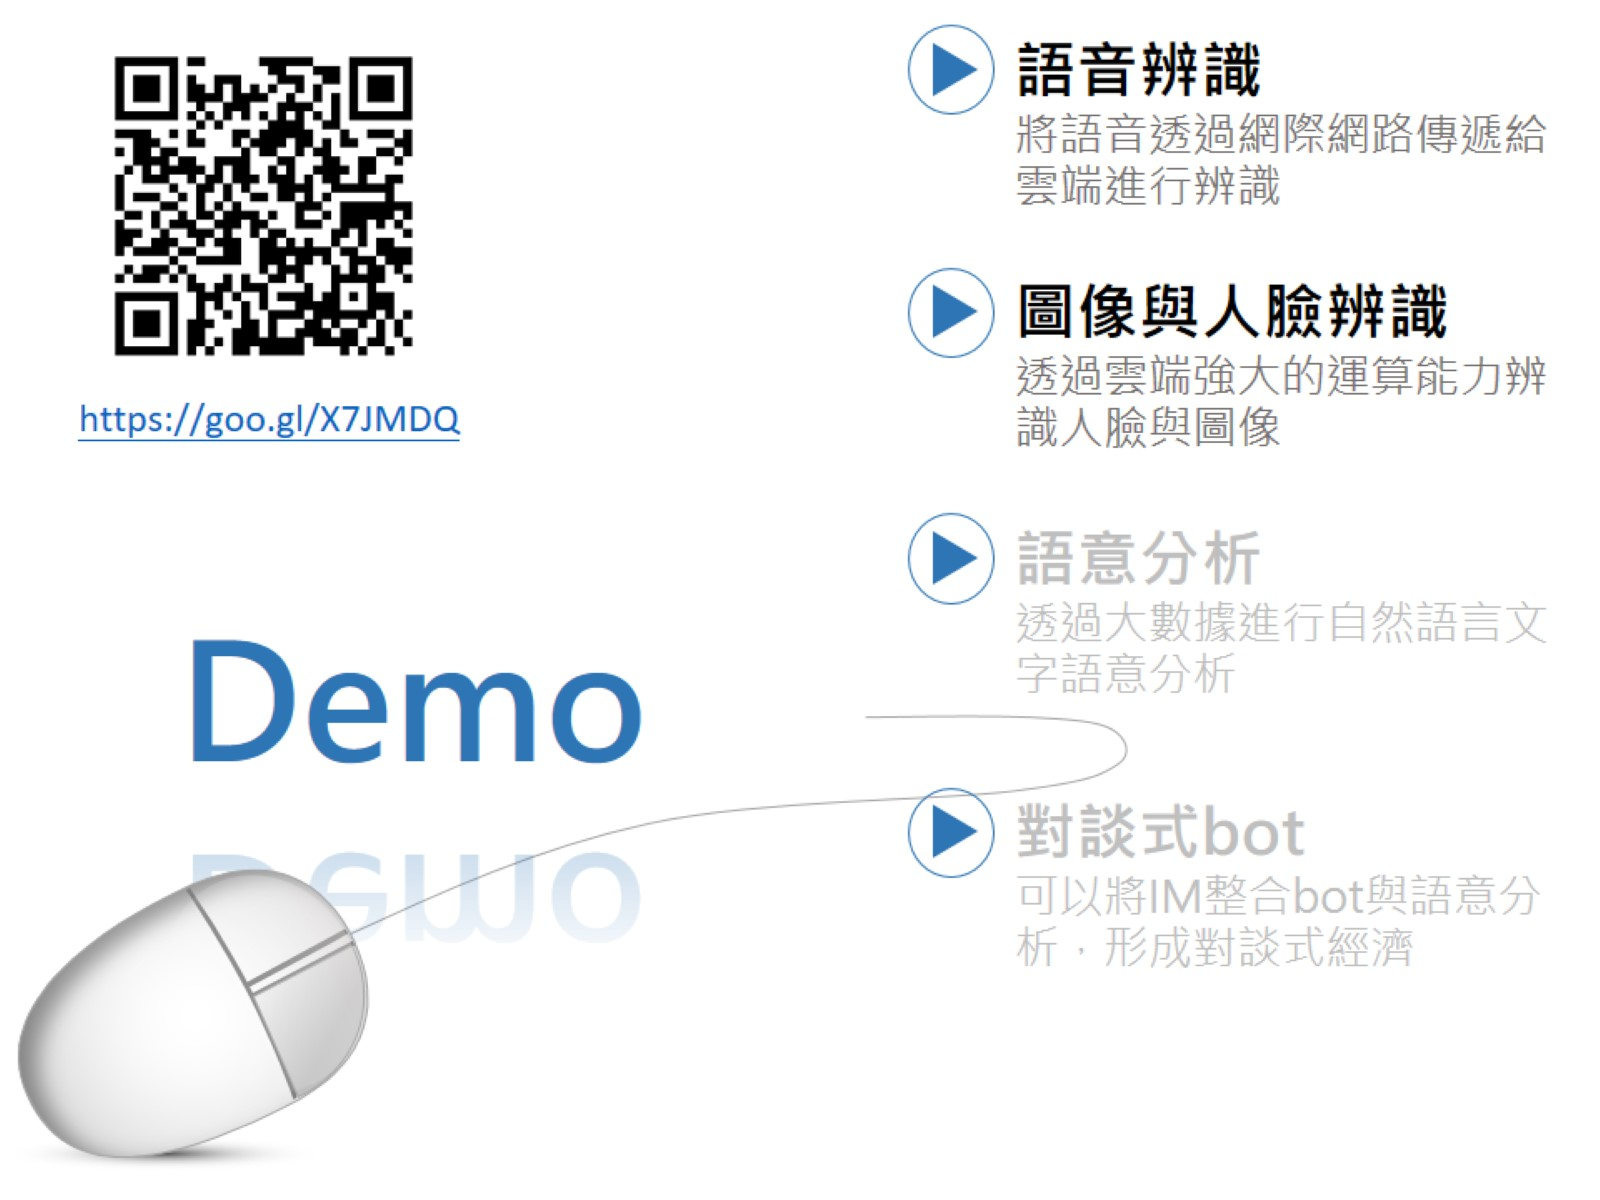 https://goo.gl/X7JMDQ
Demo
語音辨識
將語音透過網際網路傳遞給
雲端進行辨識
圖像與人臉辨識
透過雲端強大的運算能力辨
識人臉與圖像
語意分析
透過大數據進行自然語言文
字語意分析
對談式bot
可以將IM整合bot與語意分
析，形成對談式經濟